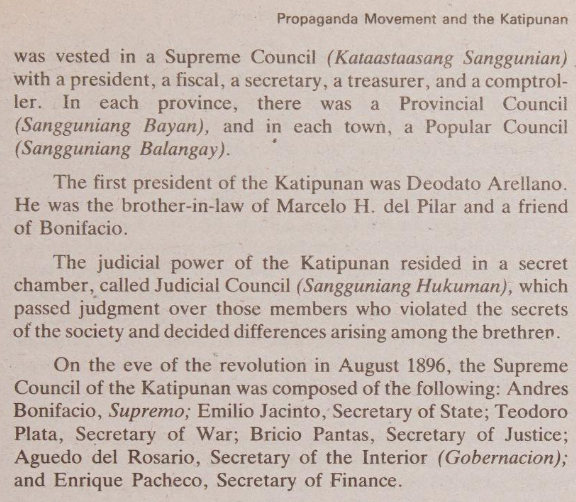 Propaganda Movement and the Katipunan
was vested in a Supreme Council (Kataastaasang Sanggunian)
with a president, a fiscal, a secretary, a treasurer, and a comptrol-
ler. In each province, there was a Provincial Council
(Sangguniang Bayan), and in each town, a Popular Council
(Sangguniang Balangay).
The first president of the Katipunan was Deodato Arellano.
He was the brother-in-law of Marcelo H. del Pilar and a friend
of Bonifacio.
The judicial power of the Katipunan resided in a secret
chamber, called Judicial Council (Sangguniang Hukuman), which
passed judgment over those members who violated the secrets
of the society and decided differences arising among the brethren.
On the eve of the revolution in August 1896, the Supreme
Council of the Katipunan was composed of the following: Andres
Bonifacio, Supremo; Emilio Jacinto, Secretary of State; Teodoro
Plata, Secretary of War; Bricio Pantas, Secretary of Justice;
Aguedo del Rosario, Secretary of the Interior (Gobernacion);
and Enrique Pacheco, Secretary of Finance.